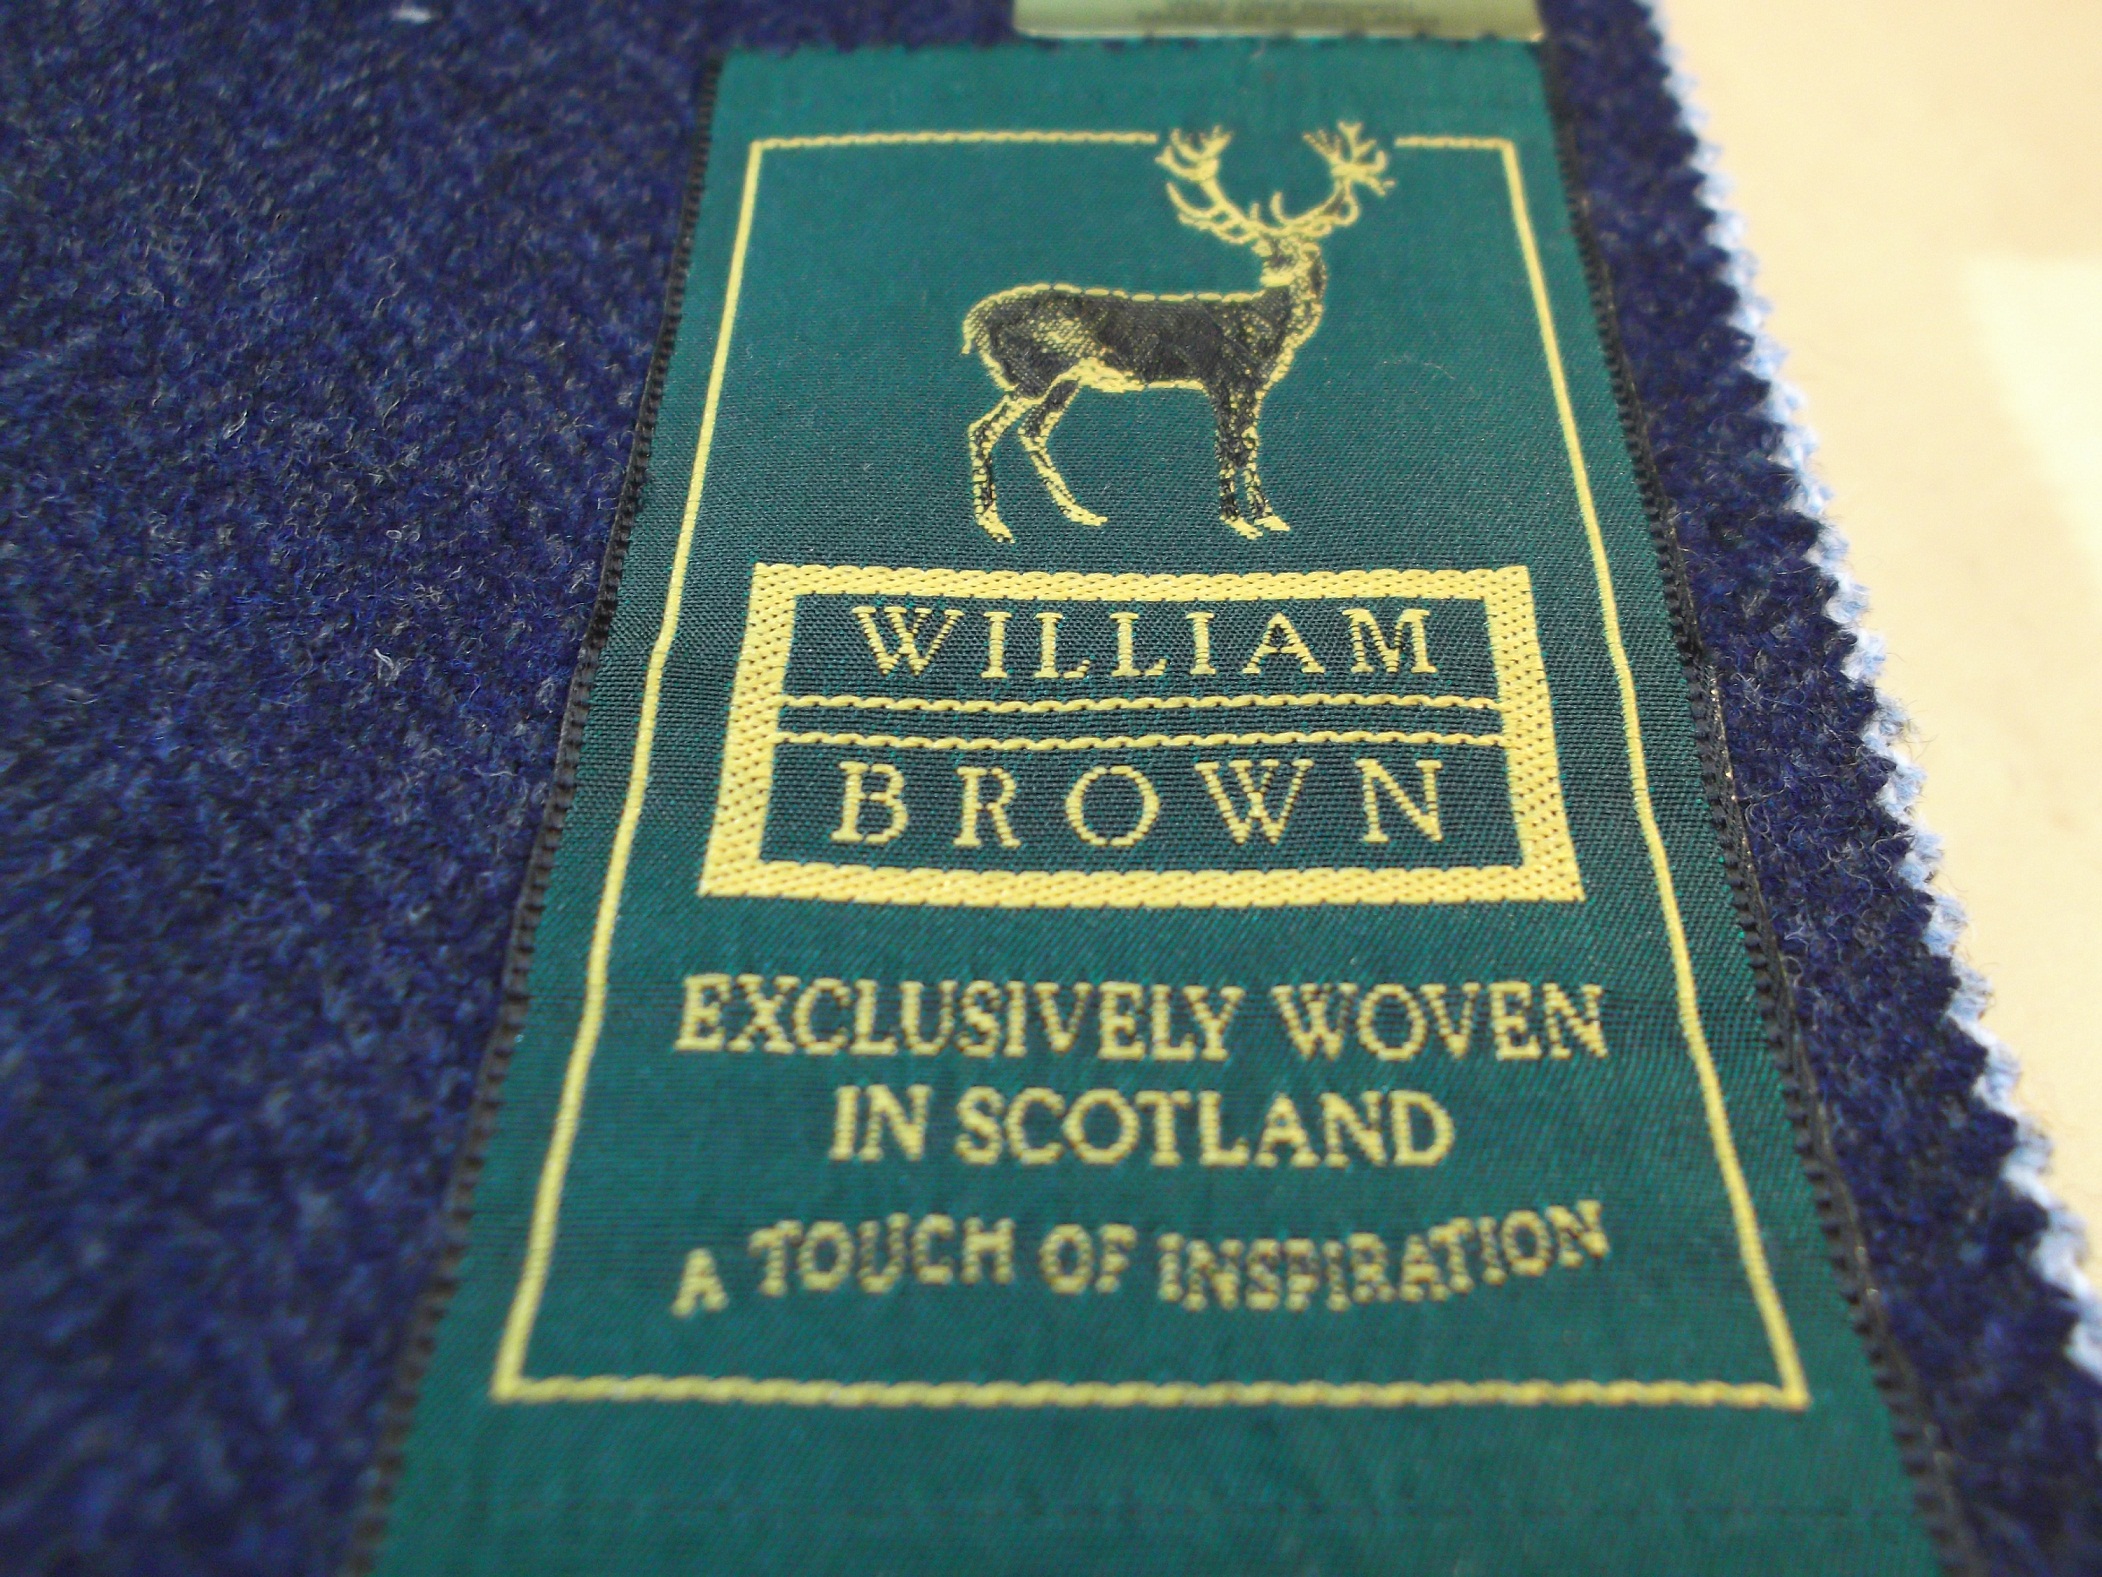 WILLIAM
BROWN
EXCLUSIVELY WOVEN
IN SCOTLAND
A TOUCH OF INSPIRATION